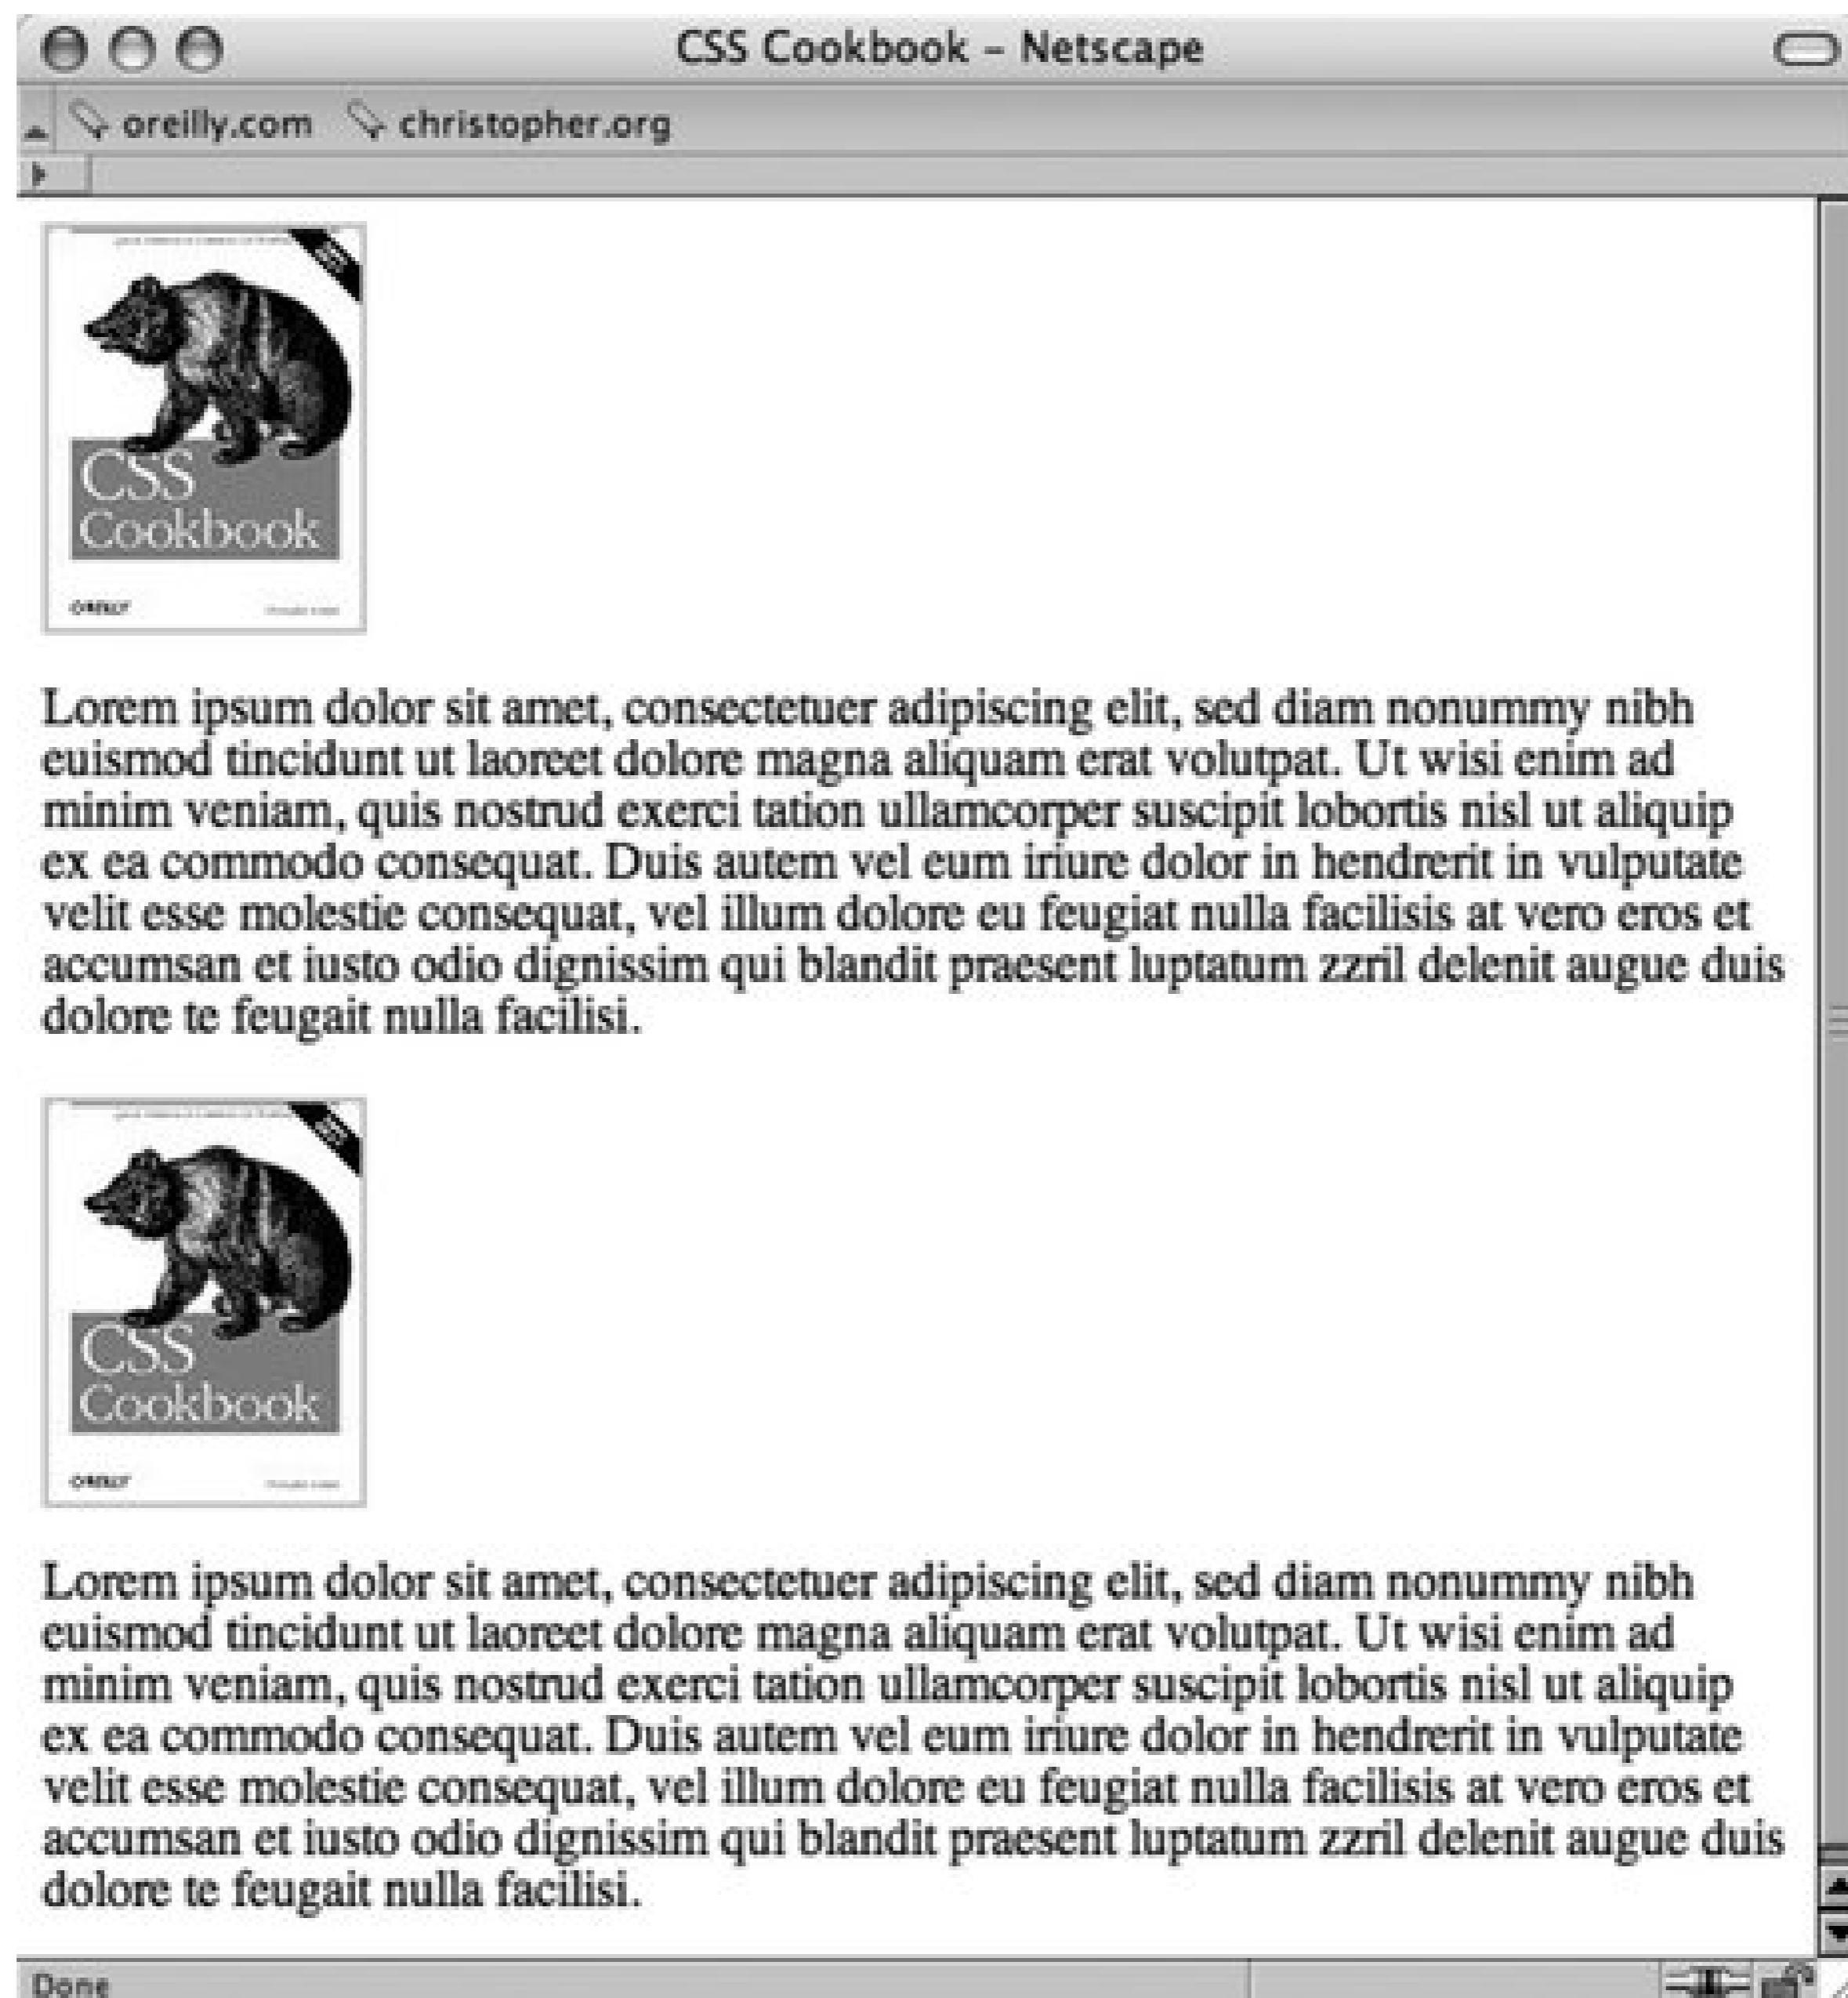 CSS Cookbook – Netscape
oreilly.com christopher.org
CSS
Cookbook
O'REILLY
Lorem ipsum dolor sit amet, consectetuer adipiscing elit, sed diam nonummy nibh
euismod tincidunt ut laoreet dolore magna aliquam erat volutpat. Ut wisi enim ad
minim veniam, quis nostrud exerci tation ullamcorper suscipit lobortis nisl ut aliquip
ex ea commodo consequat. Duis autem vel eum iriure dolor in hendrerit in vulputate
velit esse molestie consequat, vel illum dolore eu feugiat nulla facilisis at vero eros et
accumsan et iusto odio dignissim qui blandit praesent luptatum zzril delenit augue duis
dolore te feugait nulla facilisi.
CSS
Cookbook
O'REILLY
Lorem ipsum dolor sit amet, consectetuer adipiscing elit, sed diam nonummy nibh
euismod tincidunt ut laoreet dolore magna aliquam erat volutpat. Ut wisi enim ad
minim veniam, quis nostrud exerci tation ullamcorper suscipit lobortis nisl ut aliquip
ex ea commodo consequat. Duis autem vel eum iriure dolor in hendrerit in vulputate
velit esse molestie consequat, vel illum dolore eu feugiat nulla facilisis at vero eros et
accumsan et iusto odio dignissim qui blandit praesent luptatum zzril delenit augue duis
dolore te feugait nulla facilisi.
Done